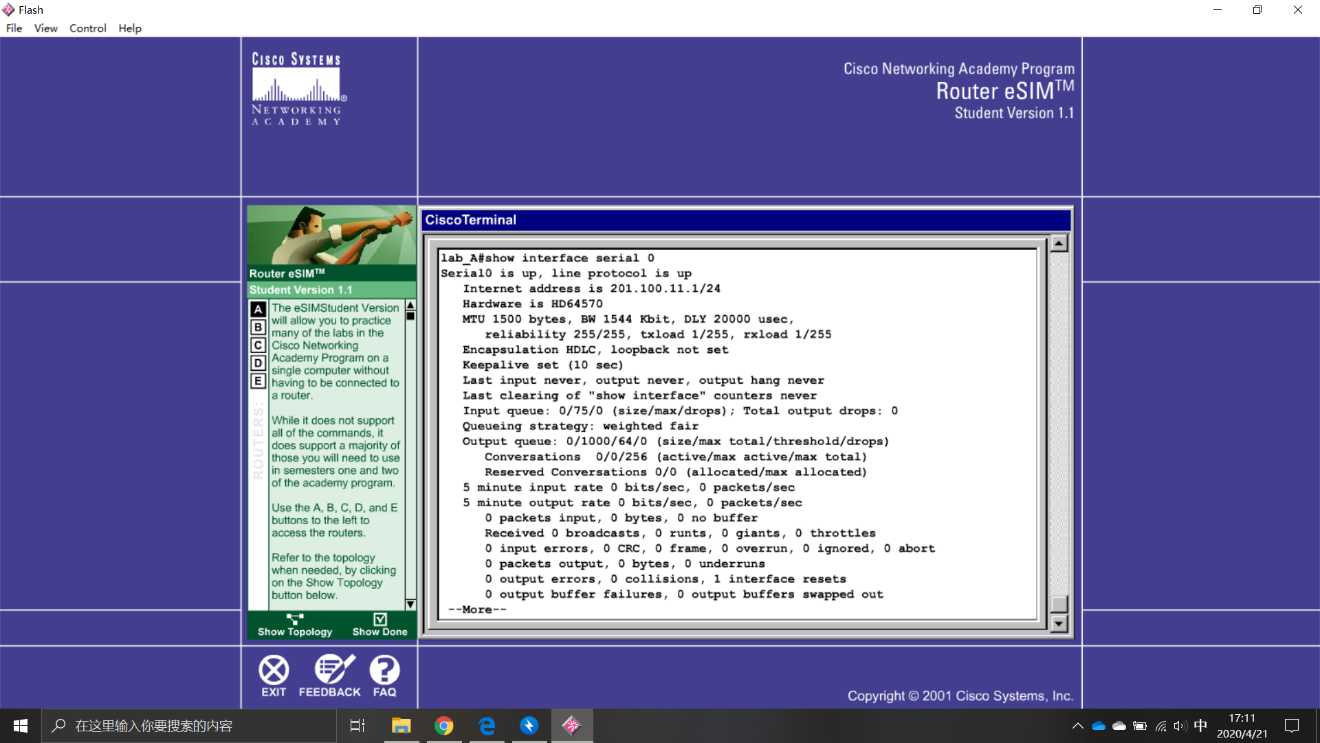 Flash
File View Control Help
CISCO SYSTEMS
NETWORKING
ACADEMY
Cisco Networking Academy Program
Router eSIM™
Student Version 1.1
Router eSIM™
Student Version 1.1
A
B
C
D
E
ROUTERS:
The eSIMStudent Version
will allow you to practice
many of the labs in the
Cisco Networking
Academy Program on a
single computer without
having to be connected to
a router.
While it does not support
all of the commands, it
does support a majority of
those you will need to use
in semesters one and two
of the academy program.
Use the A, B, C, D, and E
buttons to the left to
access the routers.
Refer to the topology
when needed, by clicking
on the Show Topology
button below.
Show Topology Show Done
CiscoTerminal
lab_A#show interface serial 0
Serial0 is up, line protocol is up
Internet address is 201.100.11.1/24
Hardware is HD64570
MTU 1500 bytes, BW 1544 Kbit, DLY 20000 usec,
reliability 255/255, txload 1/255, rxload 1/255
Encapsulation HDLC, loopback not set
Keepalive set (10 sec)
Last input never, output never, output hang never
Last clearing of "show interface" counters never
Input queue: 0/75/0 (size/max/drops); Total output drops: 0
Queueing strategy: weighted fair
Output queue: 0/1000/64/0 (size/max total/threshold/drops)
Conversations 0/0/256 (active/max active/max total)
Reserved Conversations 0/0 (allocated/max allocated)
5 minute input rate 0 bits/sec, 0 packets/sec
5 minute output rate 0 bits/sec, 0 packets/sec
0 packets input, 0 bytes, 0 no buffer
Received 0 broadcasts, 0 runts, 0 giants, 0 throttles
0 input errors, 0 CRC, 0 frame, 0 overrun, 0 ignored, 0 abort
0 packets output, 0 bytes, 0 underruns
0 output errors, 0 collisions, 1 interface resets
0 output buffer failures, 0 output buffers swapped out
--More--
EXIT FEEDBACK FAQ
Copyright © 2001 Cisco Systems, Inc.
在这里输入你要搜索的内容
中
17:11
2020/4/21